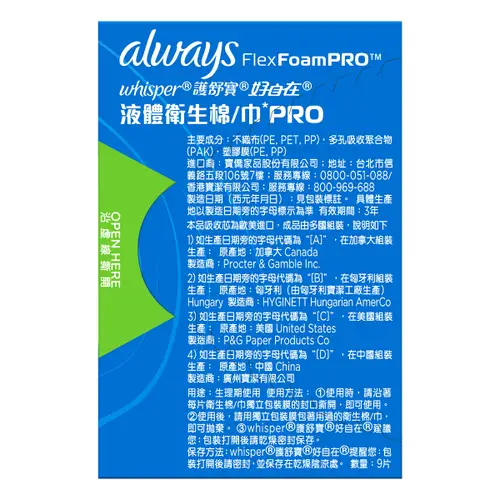 always FlexFoamPRO™
whisper®護舒寶®好自在®
液體衛生棉/巾*PRO
主要成分：不織布(PE, PET, PP)，多孔吸收聚合物
(PAK)，塑膠膜(PE, PP)
進口商：寶僑家品股份有限公司；地址：台北市信
義路五段106號7樓；服務專線：0800-051-088/
香港寶潔有限公司；服務專線：800-969-688
製造日期（西元年月日）：見包裝標註。 具體生產
地以製造日期旁的字母標示為準 有效期間：3年
本品吸收芯為歐美進口，成品由多國組裝，說明如下
1) 如生產日期旁的字母代碼為“[A]”，在加拿大組裝
生產： 原產地：加拿大 Canada
製造商：Procter & Gamble Inc.
2) 如生產日期旁的字母代碼為“[B]”，在匈牙利組裝
生產： 原產地：匈牙利（由匈牙利寶潔工廠生產）
Hungary 製造商：HYGINETT Hungarian AmerCo
3) 如生產日期旁的字母代碼為“[C]”，在美國組裝
生產： 原產地：美國 United States
製造商：P&G Paper Products Co
4) 如生產日期旁的字母代碼為“[D]”，在中國組裝
生產： 原產地：中國 China
製造商：廣州寶潔有限公司
用途：生理期使用 使用方法：①使用時，請沿著
每片衛生棉/巾獨立包裝膜的封口撕開，即可使用。
②使用後，請用獨立包裝膜包著用過的衛生棉/巾，
即可拋棄。 ③whisper®護舒寶®好自在®提醒
您：包裝打開後請乾燥密封保存。
保存方法：whisper®護舒寶®好自在®提醒您：包
裝打開後請密封，並保存在乾燥陰涼處。 數量：9片
OPEN HERE
沿虛線撕開